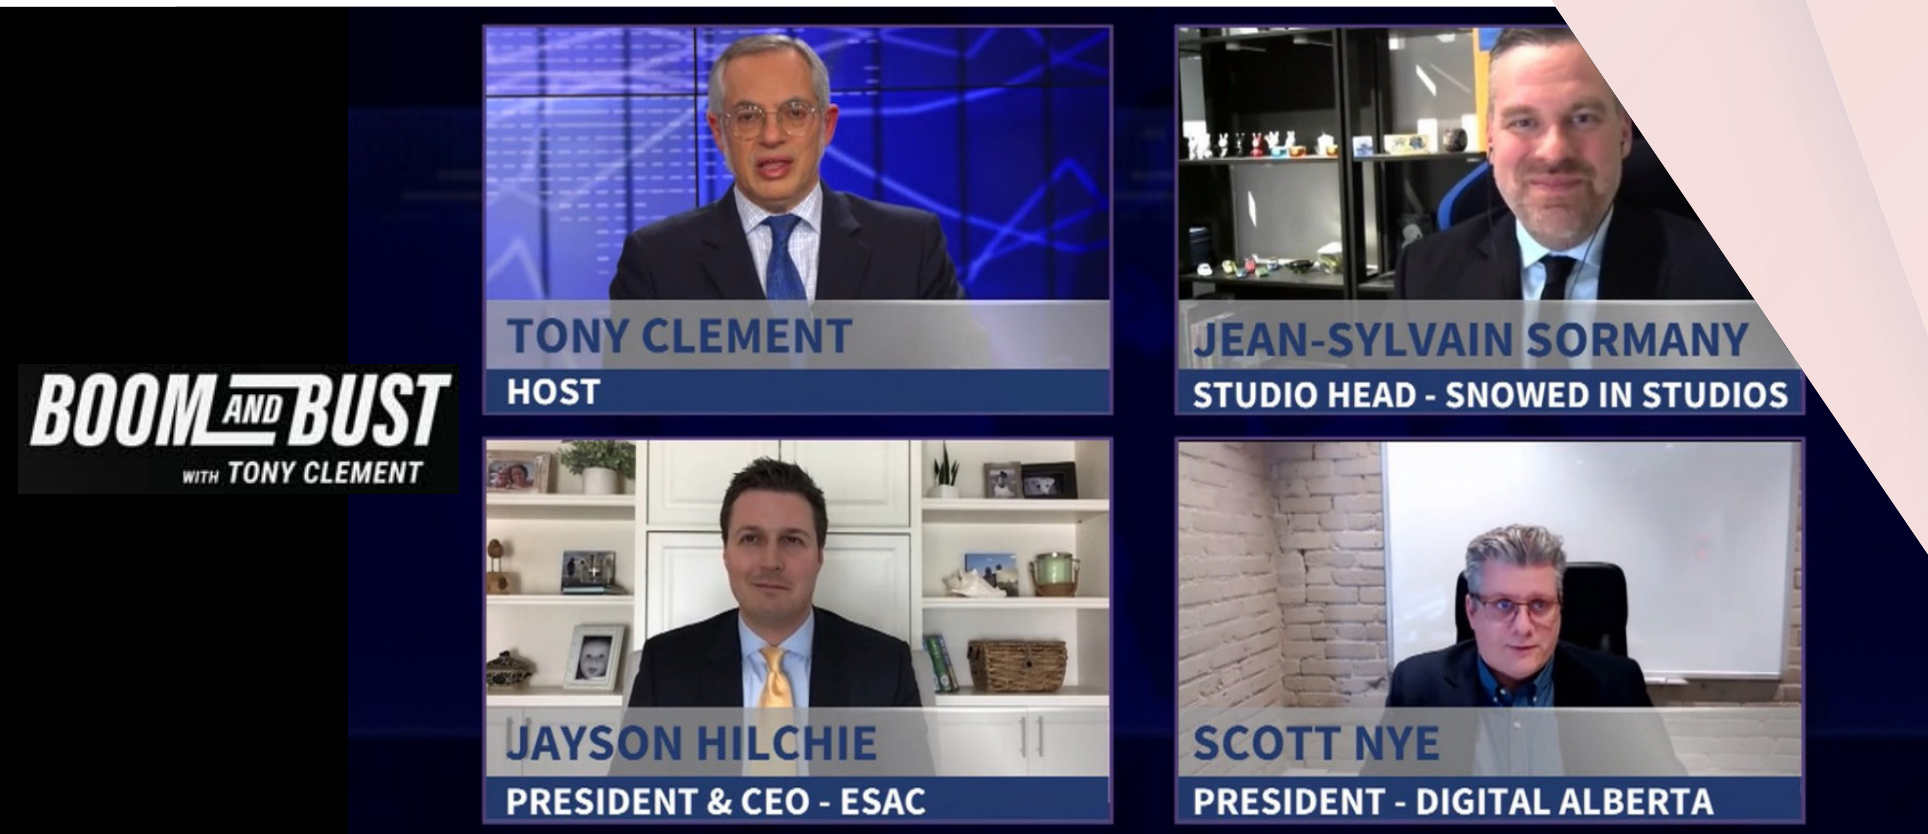 BOOM AND BUST
WITH TONY CLEMENT
TONY CLEMENT
HOST
JEAN-SYLVAIN SORMANY
STUDIO HEAD - SNOWED IN STUDIOS
JAYSON HILCHIE
PRESIDENT & CEO - ESAC
SCOTT NYE
PRESIDENT - DIGITAL ALBERTA